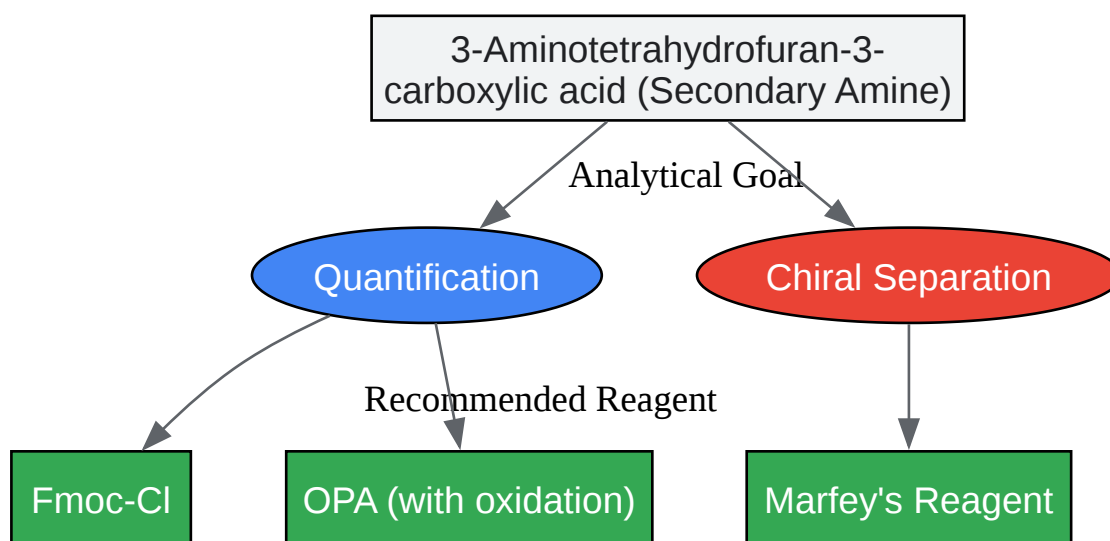 3-Aminotetrahydrofuran-3-
carboxylic acid (Secondary Amine)
Analytical Goal
Quantification
Chiral Separation
Recommended Reagent
Fmoc-Cl
OPA (with oxidation)
Marfey's Reagent